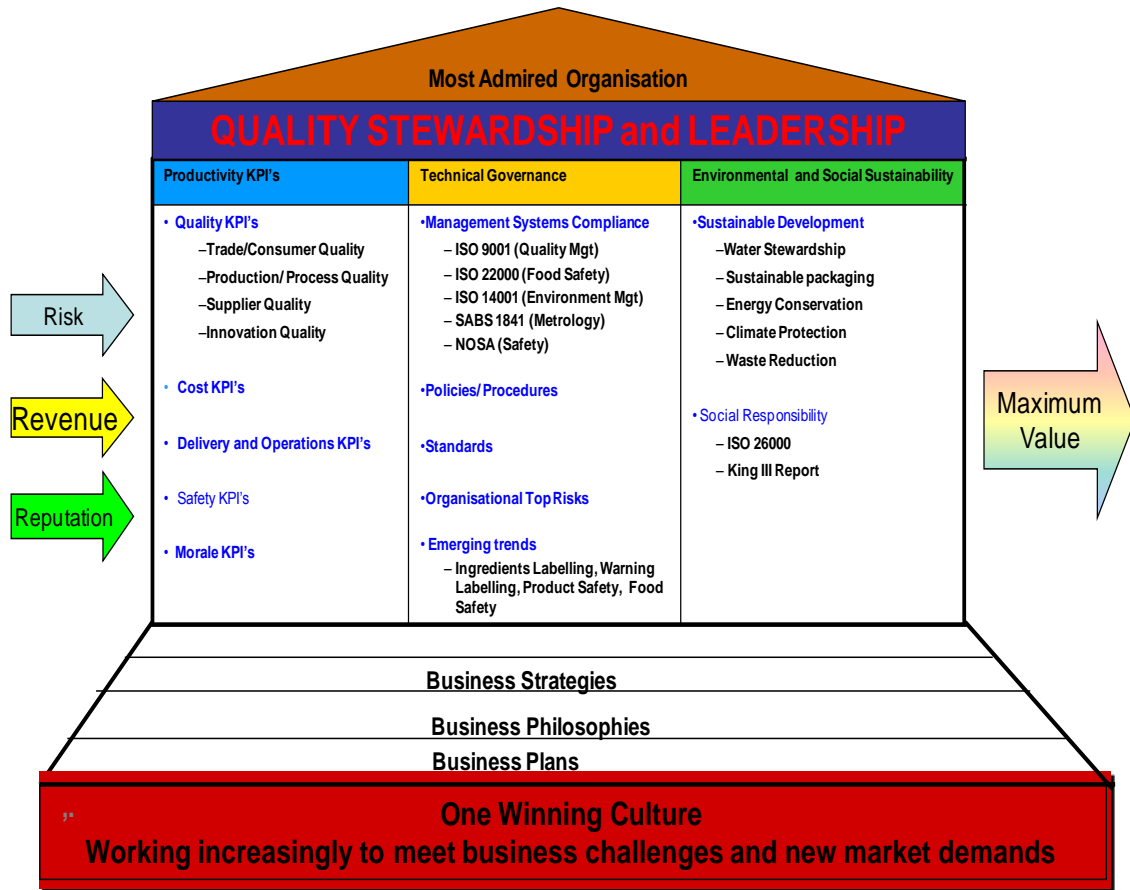 Most Admired Organisation
QUALITY STEWARDSHIP and LEADERSHIP
Productivity KPI's
• Quality KPI's
–Trade/Consumer Quality
–Production/ Process Quality
–Supplier Quality
–Innovation Quality
• Cost KPI's
• Delivery and Operations KPI's
• Safety KPI's
• Morale KPI's
Technical Governance
•Management Systems Compliance
– ISO 9001 (Quality Mgt)
– ISO 22000 (Food Safety)
– ISO 14001 (Environment Mgt)
– SABS 1841 (Metrology)
– NOSA (Safety)
•Policies/ Procedures
•Standards
•Organisational Top Risks
• Emerging trends
– Ingredients Labelling, Warning
Labelling, Product Safety, Food
Safety
Environmental and Social Sustainability
•Sustainable Development
–Water Stewardship
– Sustainable packaging
– Energy Conservation
– Climate Protection
– Waste Reduction
• Social Responsibility
– ISO 26000
– King III Report
Risk
Revenue
Reputation
Maximum
Value
Business Strategies
Business Philosophies
Business Plans
,.
One Winning Culture
Working increasingly to meet business challenges and new market demands